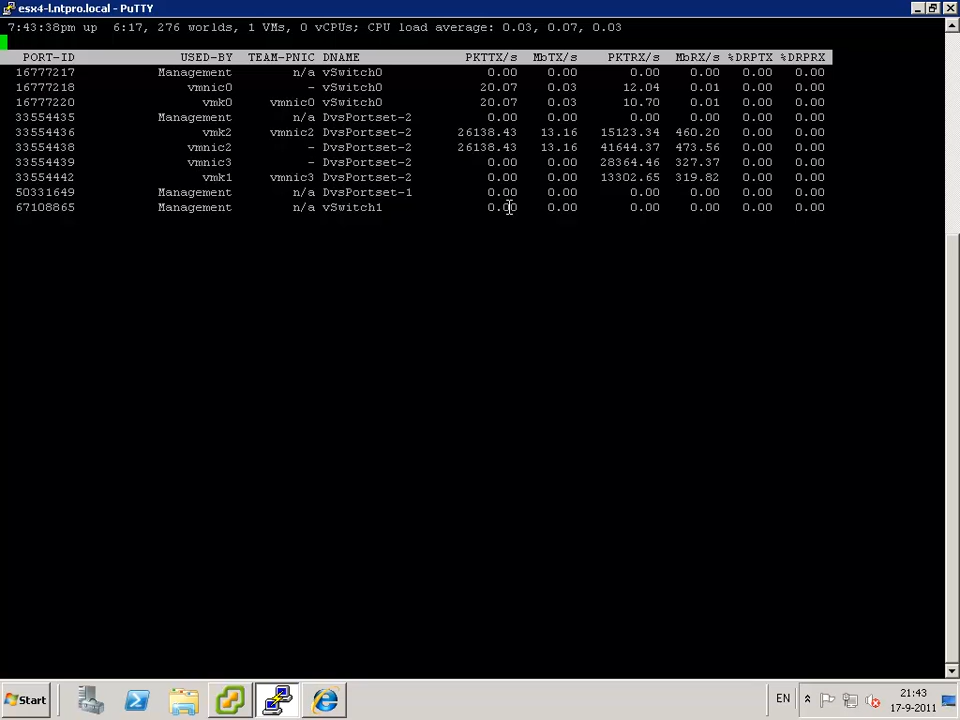 esx4-l.ntpro.local - PuTTY
7:43:38pm up  6:17, 276 worlds, 1 VMs, 0 vCPUs; CPU load average: 0.03, 0.07, 0.03
PORT-ID USED-BY TEAM-PNIC DNAME PKTTX/s MbTX/s PKTRX/s MbRX/s %DRPTX %DRPRX
16777217 Management n/a vSwitch0 0.00 0.00 0.00 0.00 0.00 0.00
16777218 vmnic0 - vSwitch0 20.07 0.03 12.04 0.01 0.00 0.00
16777220 vmk0 vmnic0 vSwitch0 20.07 0.03 10.70 0.01 0.00 0.00
33554435 Management n/a DvsPortset-2 0.00 0.00 0.00 0.00 0.00 0.00
33554436 vmk2 vmnic2 DvsPortset-2 26138.43 13.16 15123.34 460.20 0.00 0.00
33554438 vmnic2 - DvsPortset-2 26138.43 13.16 41644.37 473.56 0.00 0.00
33554439 vmnic3 - DvsPortset-2 0.00 0.00 28364.46 327.37 0.00 0.00
33554442 vmk1 vmnic3 DvsPortset-2 0.00 0.00 13302.65 319.82 0.00 0.00
50331649 Management n/a DvsPortset-1 0.00 0.00 0.00 0.00 0.00 0.00
67108865 Management n/a vSwitch1 0.00 0.00 0.00 0.00 0.00 0.00
Start
EN
21:43
17-9-2011